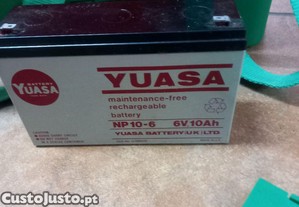 BATTERY
YUASA
YUASA
maintenance-free
rechargeable
battery
NP10-6 6V 10Ah
YUASA BATTERY (UK) LTD.
CustoJusto.pt